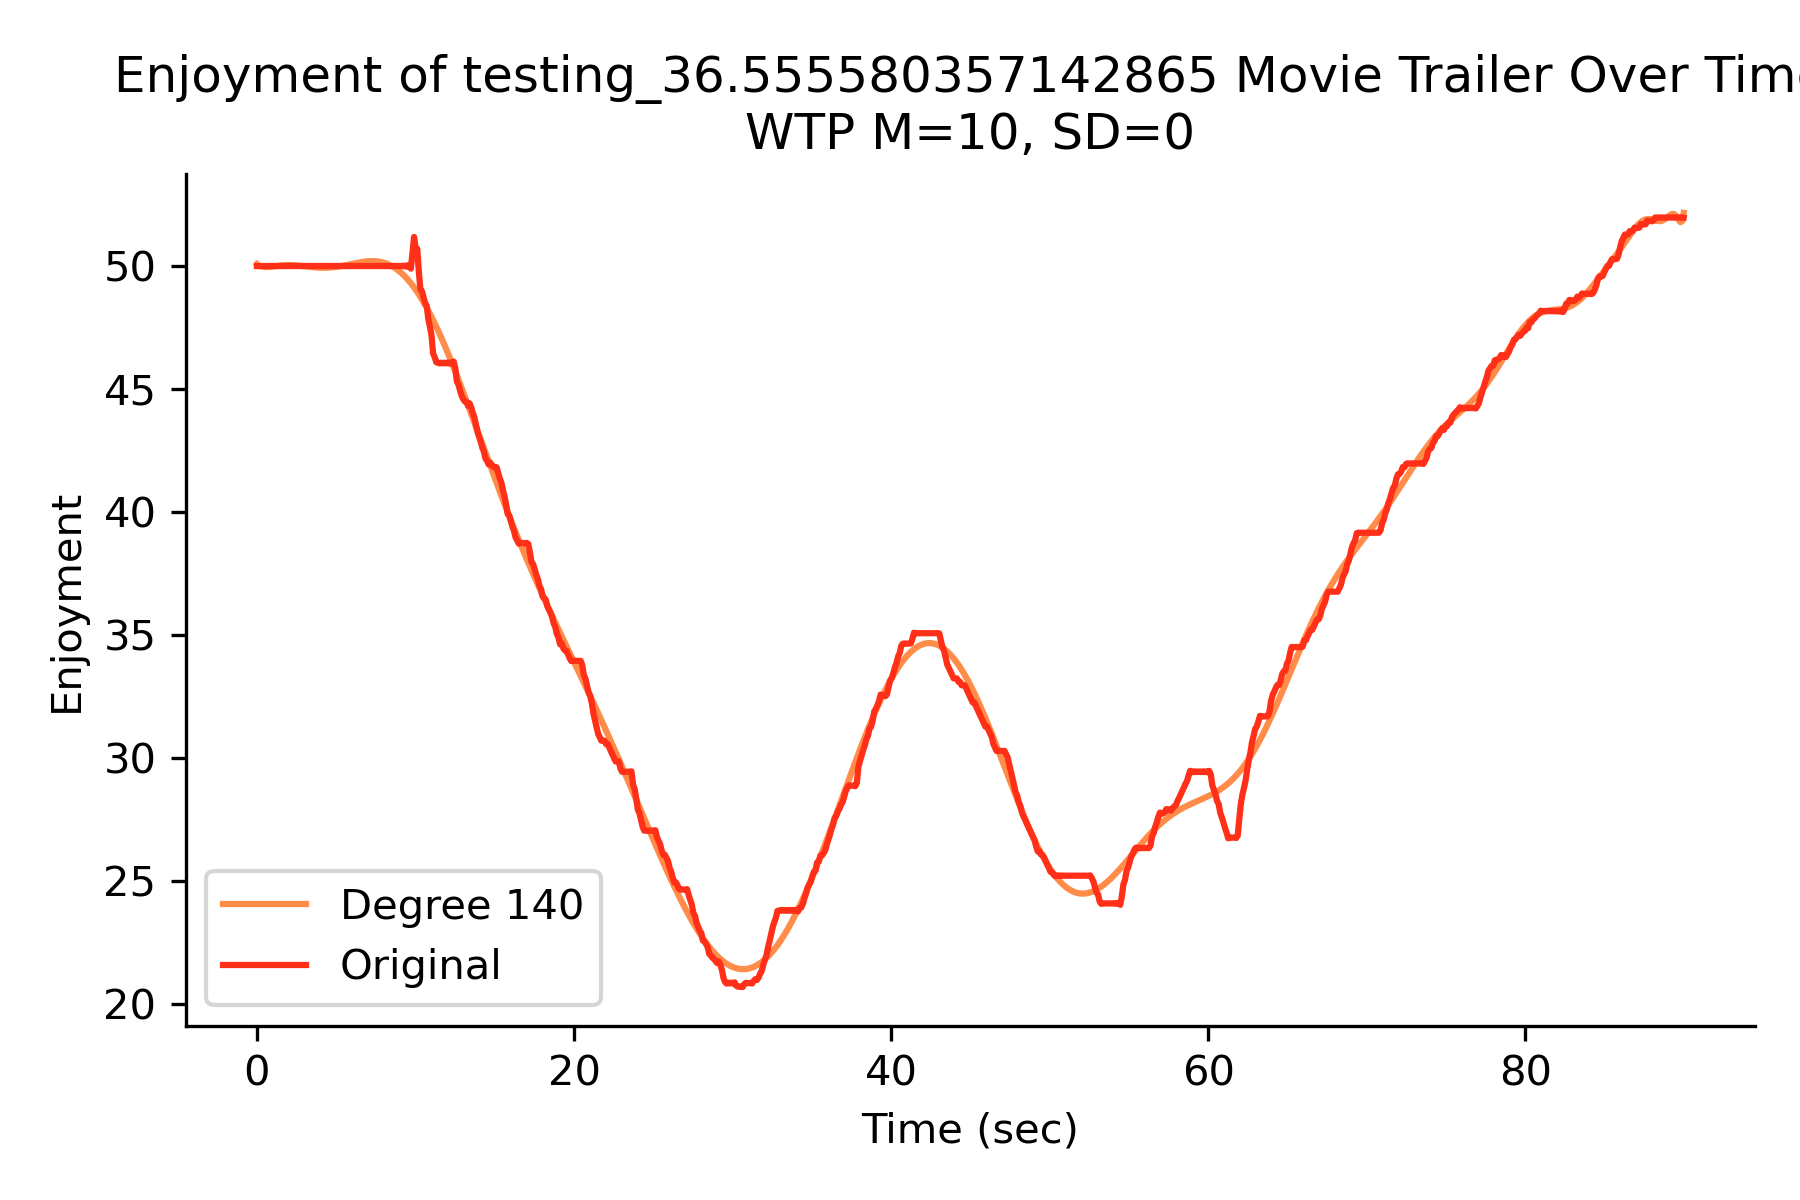 Enjoyment of testing_36.555580357142865 Movie Trailer Over Time
WTP M=10, SD=0
Enjoyment
50
45
40
35
30
25
20
Degree 140
Original
0 20 40 60 80
Time (sec)